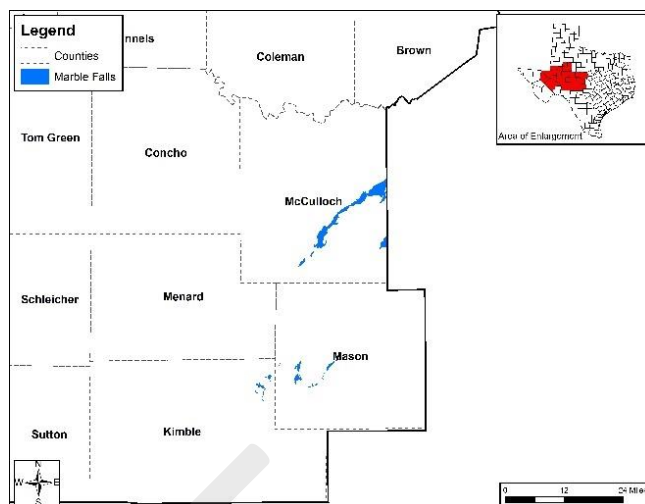 Legend
Counties
Marble Falls
nnels
Coleman
Brown
Area of Enlargement
Tom Green
Concho
McCulloch
Schleicher
Menard
Mason
Sutton
Kimble
N
W E
S
0 12 24 Miles